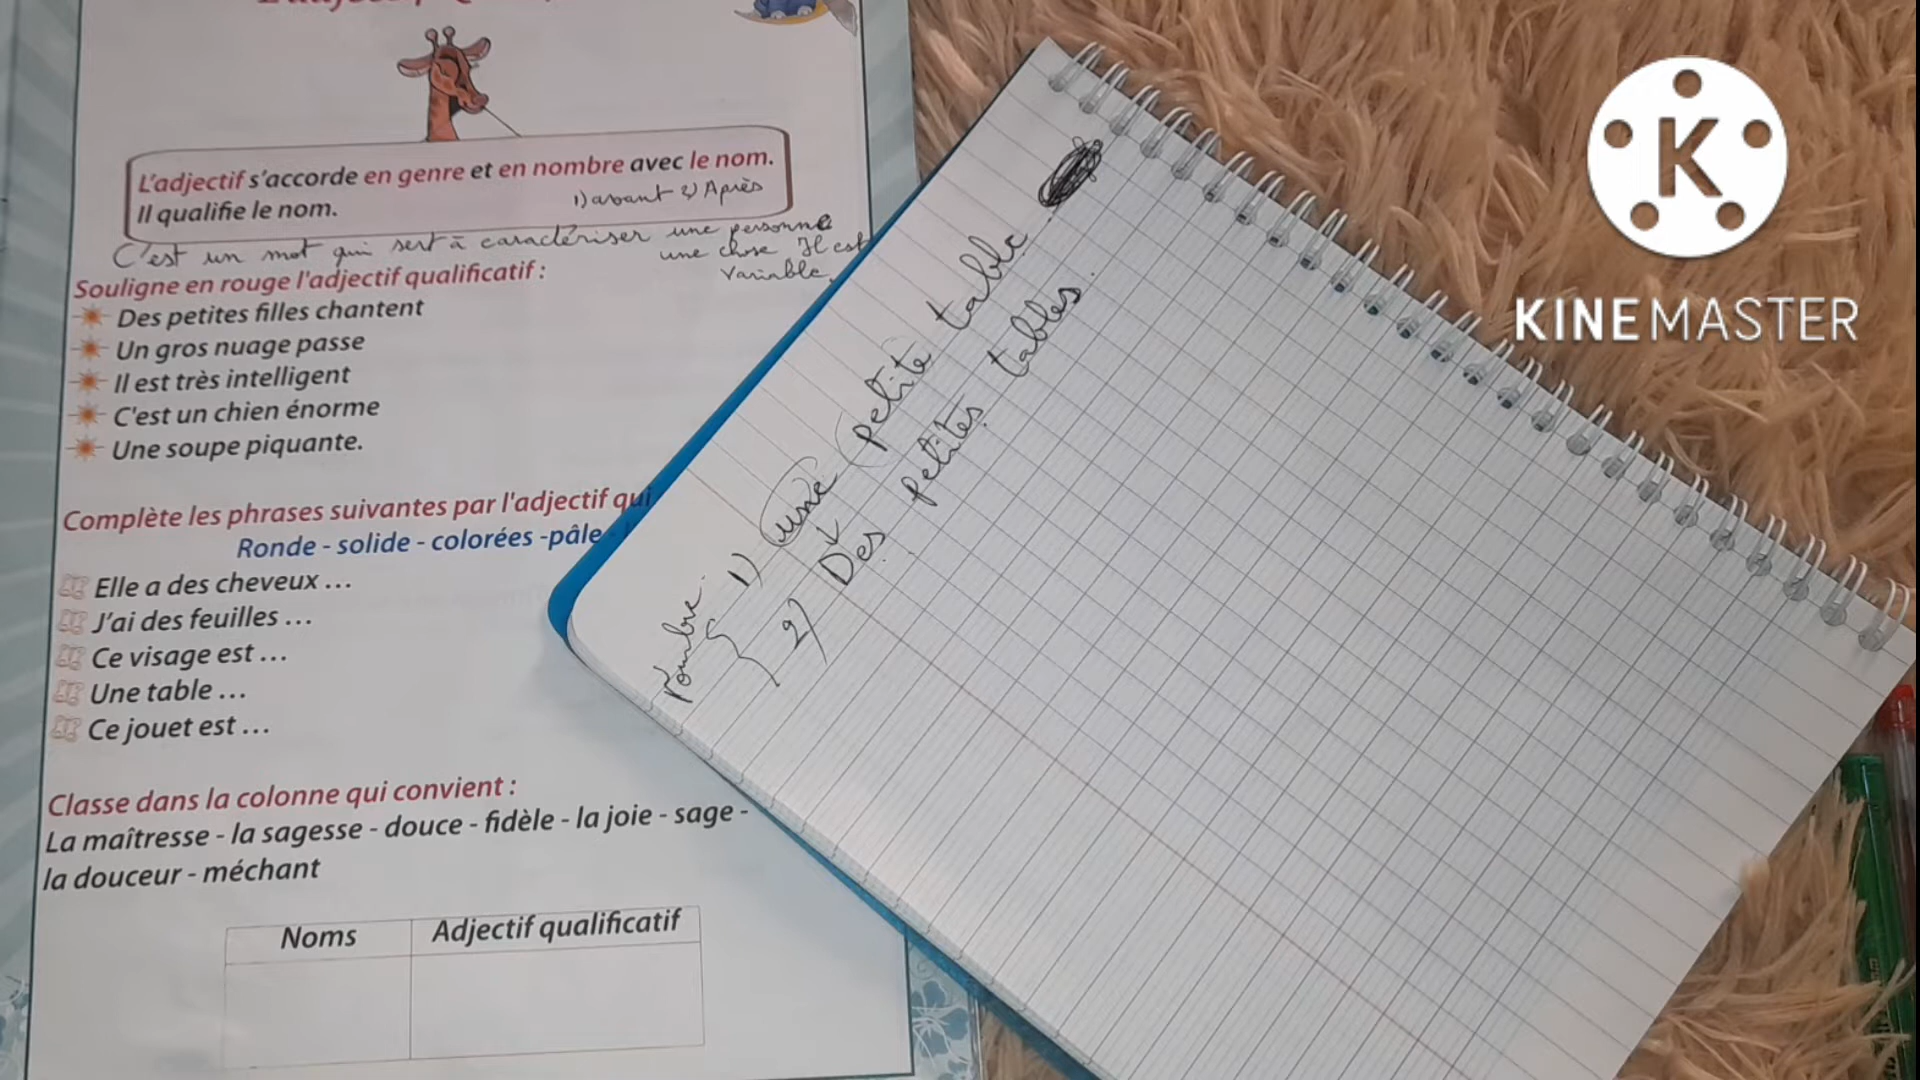 L'adjectif s'accorde en genre et en nombre avec le nom.
Il qualifie le nom.
1) avant 2) Après
C'est un mot qui sert à caractériser une personne
une chose Il est
variable.
Souligne en rouge l'adjectif qualificatif :
Des petites filles chantent
Un gros nuage passe
Il est très intelligent
C'est un chien énorme
Une soupe piquante.
Complète les phrases suivantes par l'adjectif qui
Ronde - solide - colorées -pâle -
Elle a des cheveux ...
J'ai des feuilles ...
Ce visage est ...
Une table ...
Ce jouet est ...
Classe dans la colonne qui convient :
La maîtresse - la sagesse - douce - fidèle - la joie - sage -
la douceur - méchant
Noms Adjectif qualificatif
Nombre
1) une petite table.
2) Des petites tables.
KINEMASTER